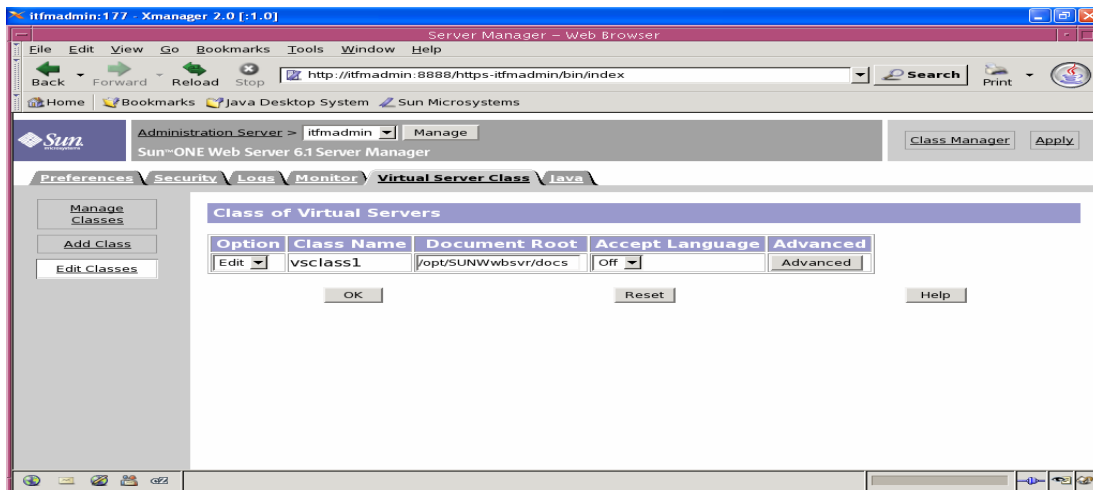 itfmadmin:177 - Xmanager 2.0 [:1.0]
Server Manager – Web Browser
File Edit View Go Bookmarks Tools Window Help
Back Forward Reload Stop http://itfmadmin:8888/https-itfmadmin/bin/index Search Print
Home Bookmarks Java Desktop System Sun Microsystems
Sun microsystems Administration Server > itfmadmin Manage Class Manager Apply
Sun™ ONE Web Server 6.1 Server Manager
Preferences Security Logs Monitor Virtual Server Class Java
Manage Classes
Add Class
Edit Classes
Class of Virtual Servers
Option Class Name Document Root Accept Language Advanced
Edit vsclass1 /opt/SUNWwbsvr/docs Off Advanced
OK Reset Help